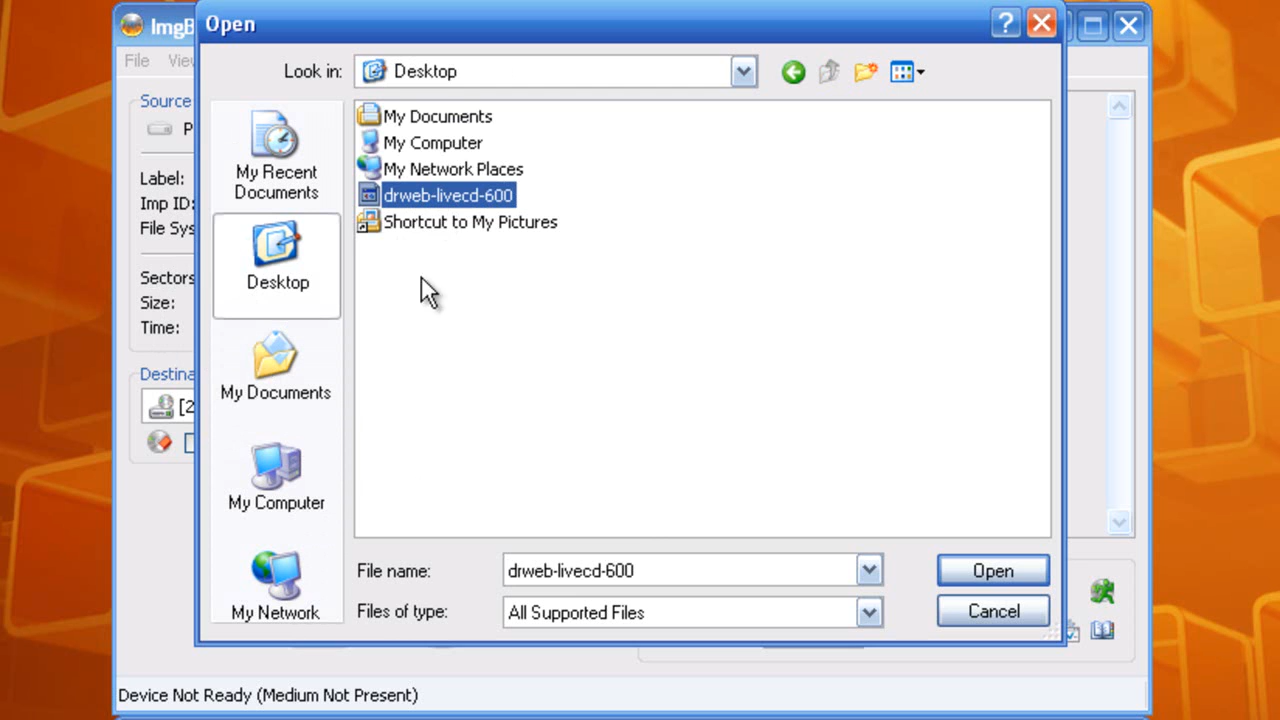 ImgB
Open
File View
Look in: Desktop
Source
Label:
Imp ID:
File Sys
Sectors
Size:
Time:
Destina
[2
My Recent
Documents
Desktop
My Documents
My Computer
My Network
My Documents
My Computer
My Network Places
drweb-livecd-600
Shortcut to My Pictures
File name: drweb-livecd-600 Open
Files of type: All Supported Files Cancel
Device Not Ready (Medium Not Present)